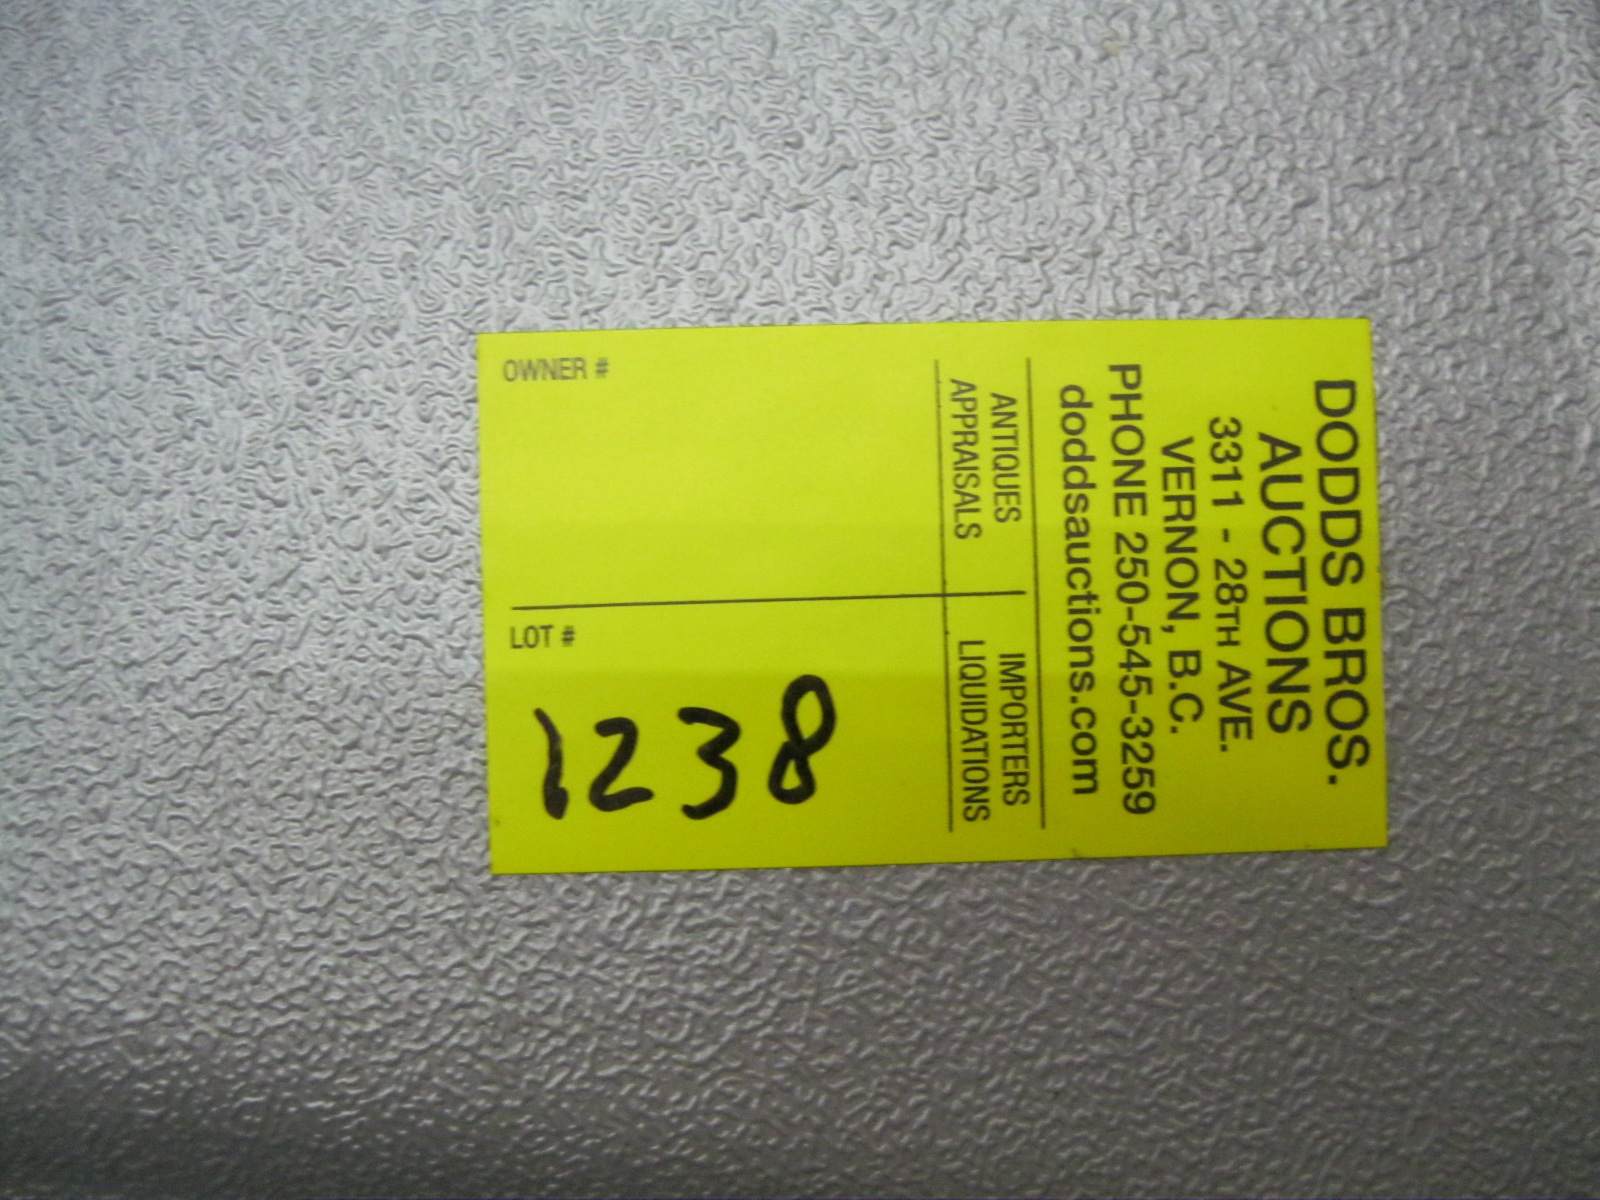 DODDS BROS.
AUCTIONS
3311 - 28TH AVE.
VERNON, B.C.
PHONE 250-545-3259
doddsauctions.com
ANTIQUES
APPRAISALS
IMPORTERS
LIQUIDATIONS
OWNER #
LOT #
1238